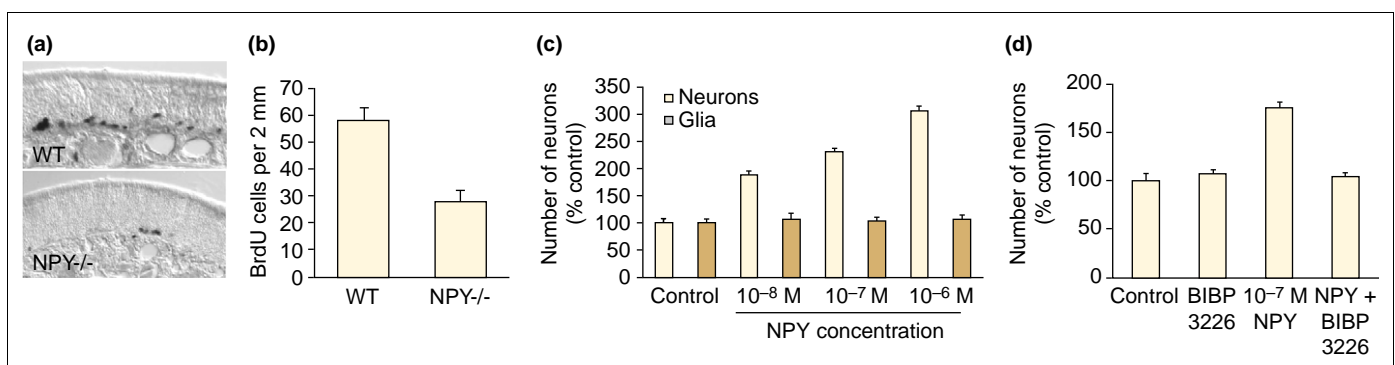 (a)
WT
NPY-/-
(b)
BrdU cells per 2 mm
70
60
50
40
30
20
10
0
WT NPY-/-
(c)
Number of neurons
(% control)
350
300
250
200
150
100
50
0
Neurons
Glia
Control 10⁻⁸ M 10⁻⁷ M 10⁻⁶ M
NPY concentration
(d)
Number of neurons
(% control)
200
150
100
50
0
Control BIBP 10⁻⁷ M NPY +
3226 NPY BIBP
3226